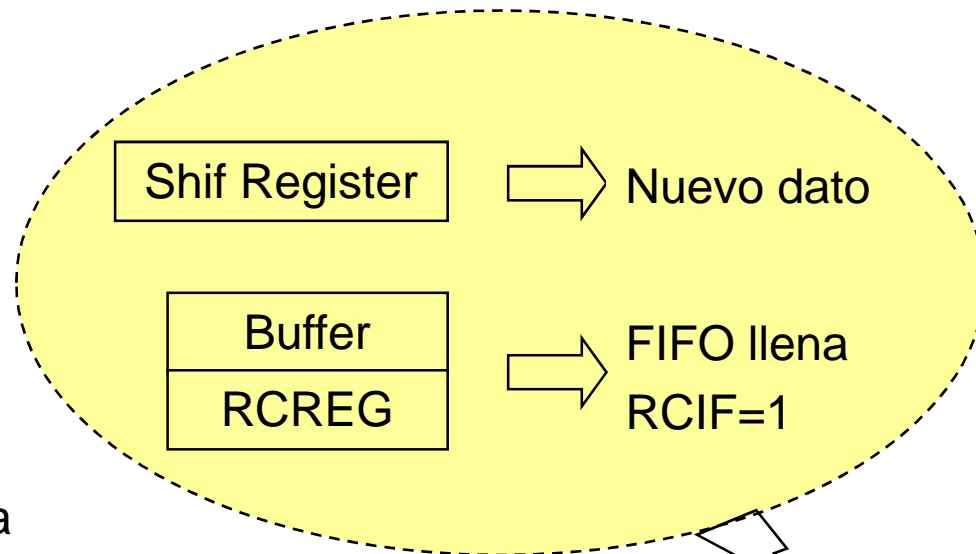 Shif Register
Nuevo dato
Buffer
RCREG
FIFO llena
RCIF=1
a